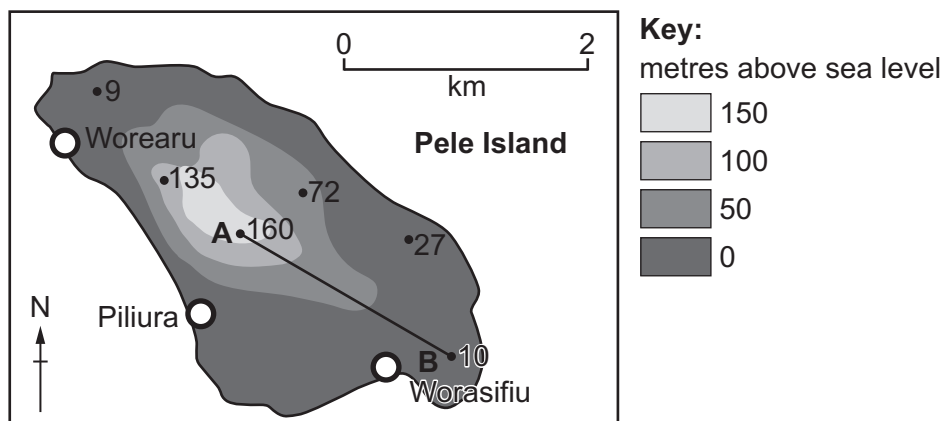 0 2
km
Pele Island
9
Worearu
135
72
A 160
27
N
Piliura
B 10
Worasifiu
Key:
metres above sea level
150
100
50
0